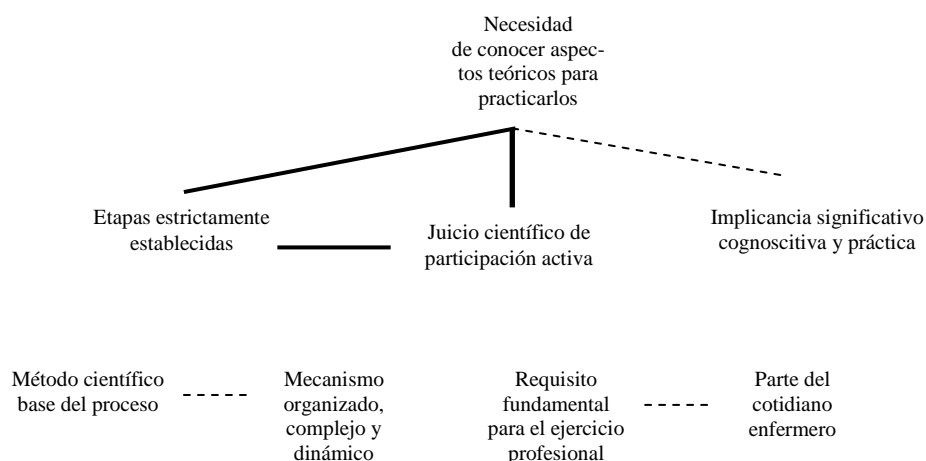 Necesidad
de conocer aspec-
tos teóricos para
practicarlos
Etapas estrictamente
establecidas
Juicio científico de
participación activa
Implicancia significativo
cognoscitiva y práctica
Método científico
base del proceso
Mecanismo
organizado,
complejo y
dinámico
Requisito
fundamental
para el ejercicio
profesional
Parte del
cotidiano
enfermero